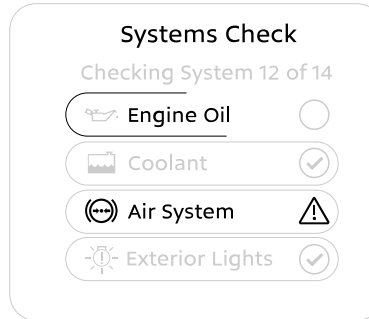 Systems Check
Checking System 12 of 14
Engine Oil
Coolant
Air System
Exterior Lights